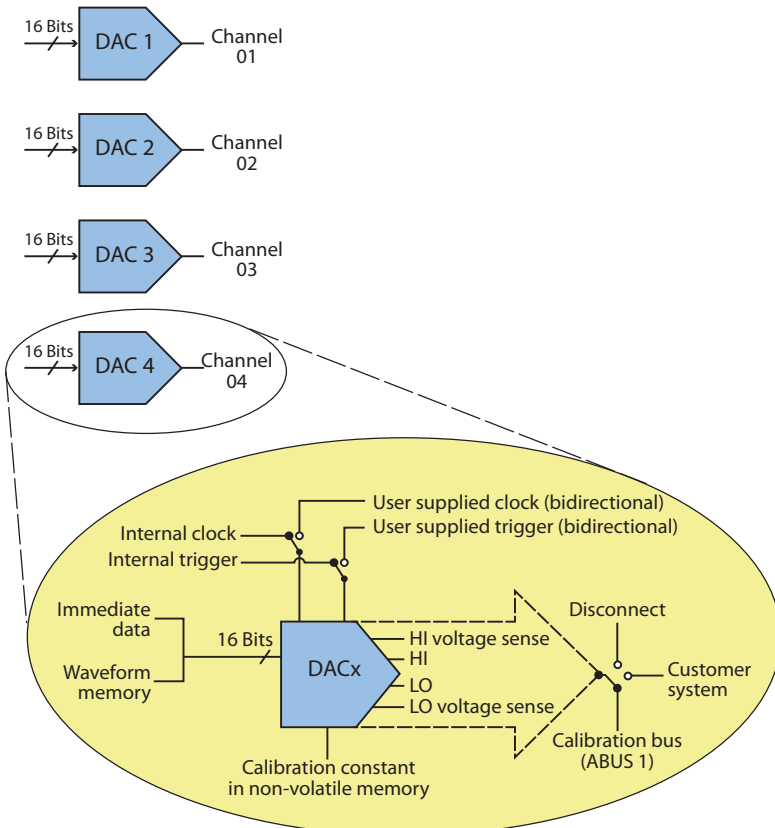 16 Bits
DAC 1
Channel
01
16 Bits
DAC 2
Channel
02
16 Bits
DAC 3
Channel
03
16 Bits
DAC 4
Channel
04
User supplied clock (bidirectional)
Internal clock
User supplied trigger (bidirectional)
Internal trigger
Immediate
data
16 Bits
Waveform
memory
DACx
HI voltage sense
HI
LO
LO voltage sense
Disconnect
Customer
system
Calibration bus
(ABUS 1)
Calibration constant
in non-volatile memory